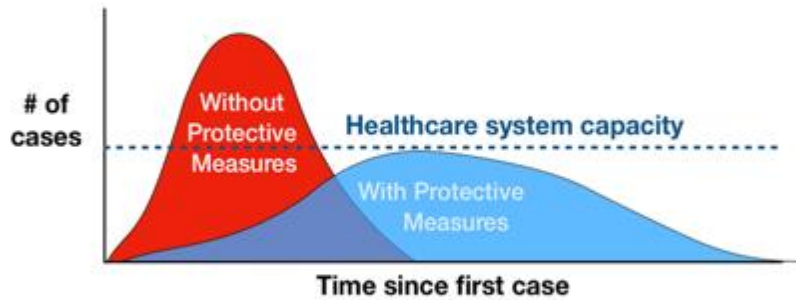 # of
cases
Without
Protective
Measures
Healthcare system capacity
With Protective
Measures
Time since first case